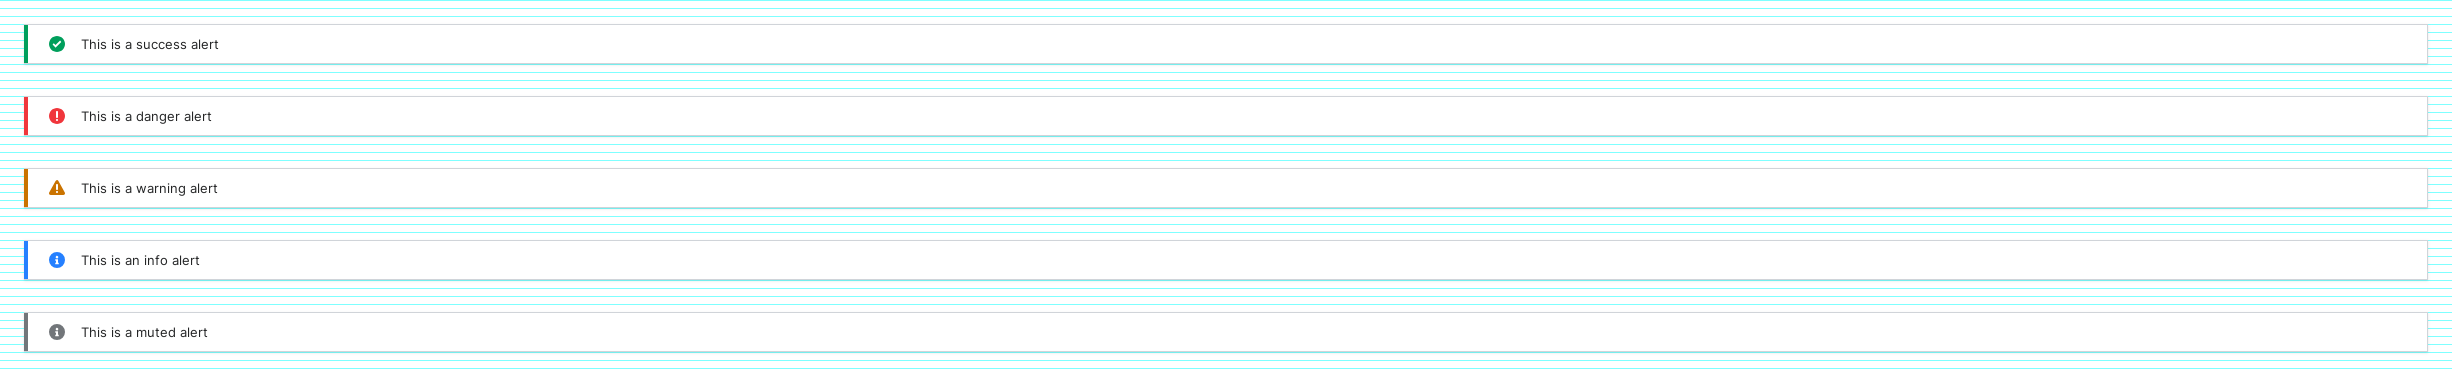 This is a success alert
This is a danger alert
This is a warning alert
This is an info alert
This is a muted alert